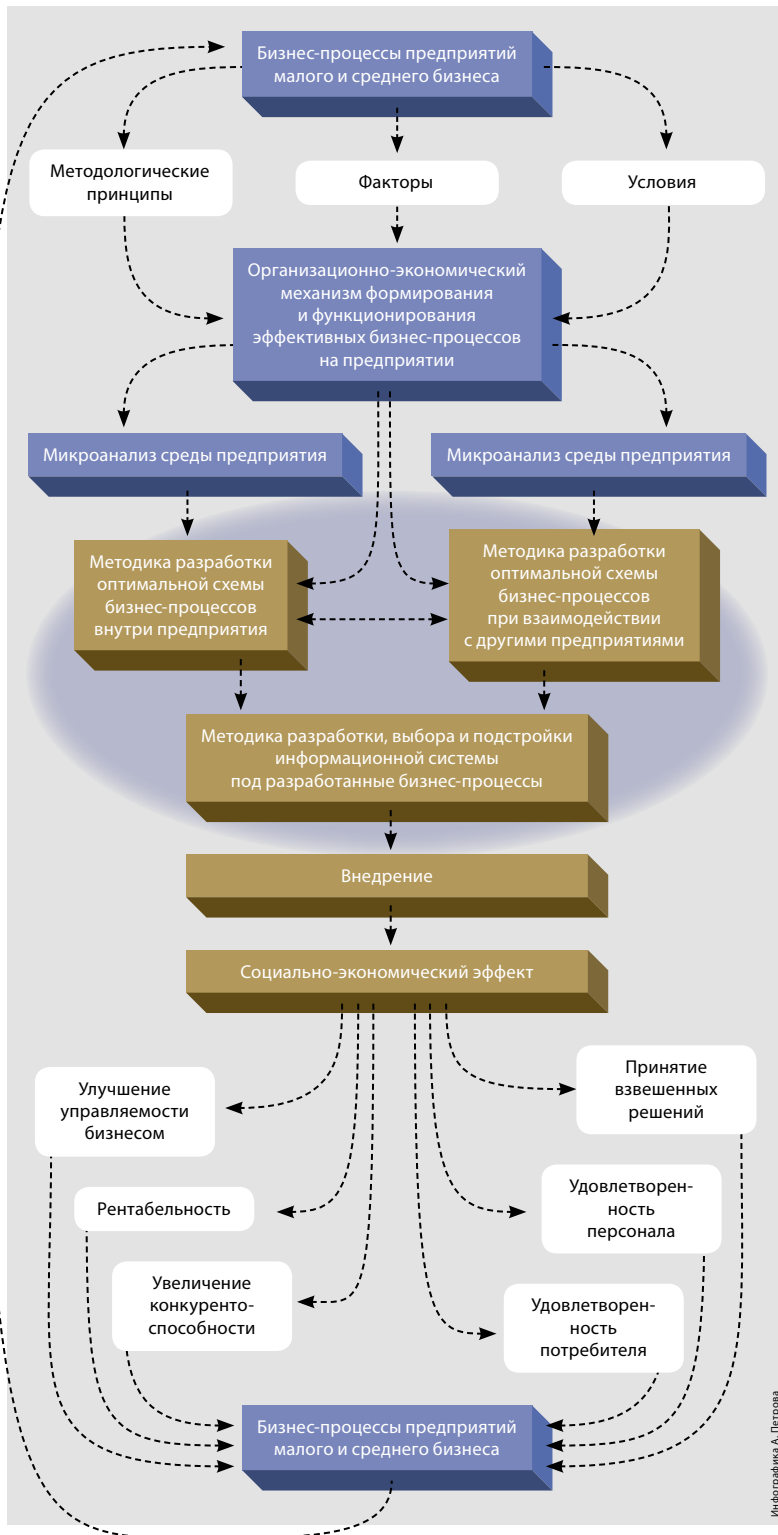 Бизнес-процессы предприятий
малого и среднего бизнеса
Методологические
принципы
Факторы
Условия
Организационно-экономический
механизм формирования
и функционирования
эффективных бизнес-процессов
на предприятии
Микроанализ среды предприятия
Микроанализ среды предприятия
Методика разработки
оптимальной схемы
бизнес-процессов
внутри предприятия
Методика разработки
оптимальной схемы
бизнес-процессов
при взаимодействии
с другими предприятиями
Методика разработки, выбора и подстройки
информационной системы
под разработанные бизнес-процессы
Внедрение
Социально-экономический эффект
Улучшение
управляемости
бизнесом
Принятие
взвешенных
решений
Рентабельность
Удовлетворен-
ность
персонала
Увеличение
конкуренто-
способности
Удовлетворен-
ность
потребителя
Бизнес-процессы предприятий
малого и среднего бизнеса
Инфографика А. Петрова